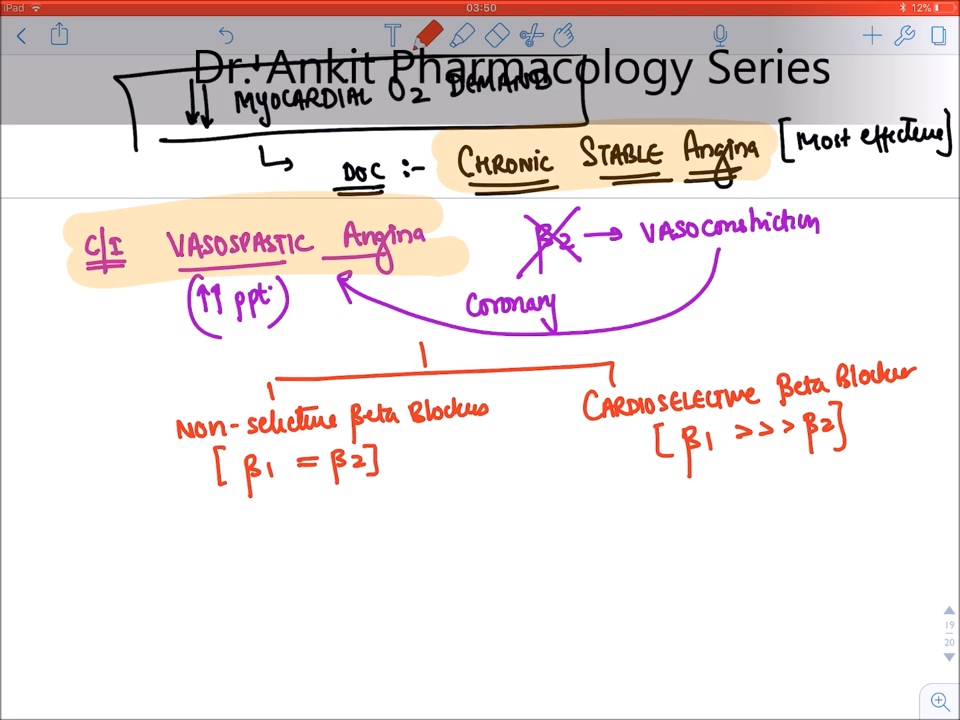 iPad 03:50 12%
Dr. Ankit Pharmacology Series
↓↓ MYOCARDIAL O2 DEMAND
DOC :- CHRONIC STABLE Angina [Most effective]
C/I VASOSPASTIC Angina β2 → VASOconstriction
(↑↑ ppt.) Coronary
Non-selective Beta Blockers CARDIOSELECTIVE Beta Blocker
[β1 = β2] [β1 >>> β2]
19
20